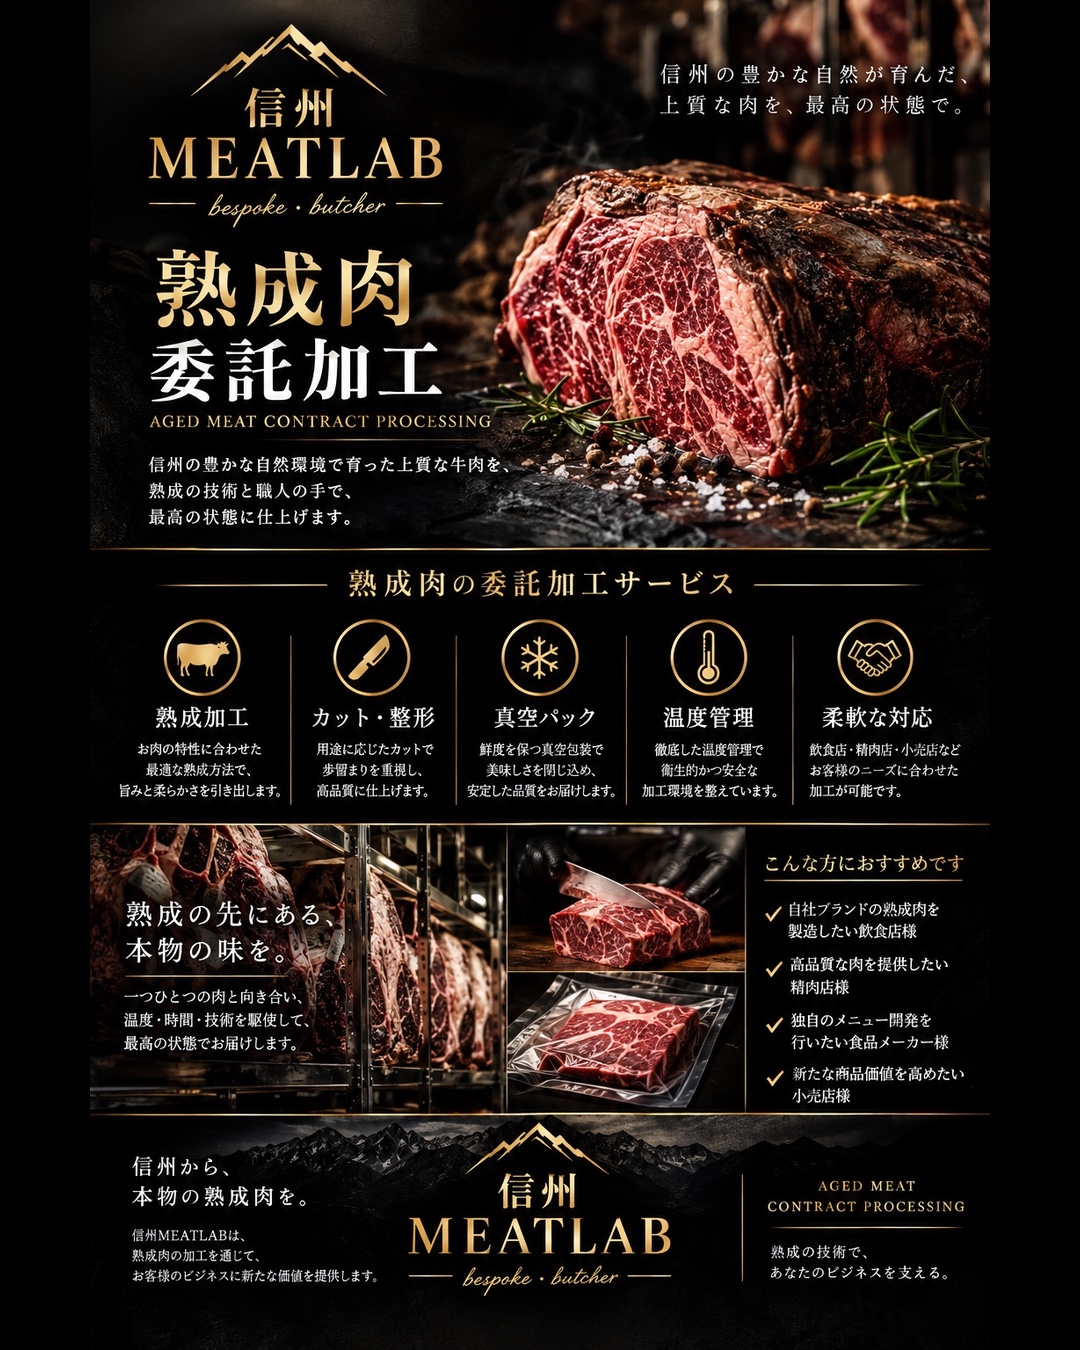 信州
MEATLAB
bespoke・butcher
信州の豊かな自然が育んだ、
上質な肉を、最高の状態で。
熟成肉
委託加工
AGED MEAT CONTRACT PROCESSING
信州の豊かな自然環境で育った上質な牛肉を、
熟成の技術と職人の手で、
最高の状態に仕上げます。
熟成肉の委託加工サービス
熟成加工
お肉の特性に合わせた
最適な熟成方法で、
旨みと柔らかさを引き出します。
カット・整形
用途に応じたカットで
歩留まりを重視し、
高品質に仕上げます。
真空パック
鮮度を保つ真空包装で
美味しさを閉じ込め、
安定した品質をお届けします。
温度管理
徹底した温度管理で
衛生的かつ安全な
加工環境を整えています。
柔軟な対応
飲食店・精肉店・小売店など
お客様のニーズに合わせた
加工が可能です。
熟成の先にある、
本物の味を。
一つひとつの肉と向き合い、
温度・時間・技術を駆使して、
最高の状態でお届けします。
こんな方におすすめです
自社ブランドの熟成肉を
製造したい飲食店様
高品質な肉を提供したい
精肉店様
独自のメニュー開発を
行いたい食品メーカー様
新たな商品価値を高めたい
小売店様
信州から、
本物の熟成肉を。
信州MEATLABは、
熟成肉の加工を通じて、
お客様のビジネスに新たな価値を提供します。
信州
MEATLAB
bespoke・butcher
AGED MEAT
CONTRACT PROCESSING
熟成の技術で、
あなたのビジネスを支える。